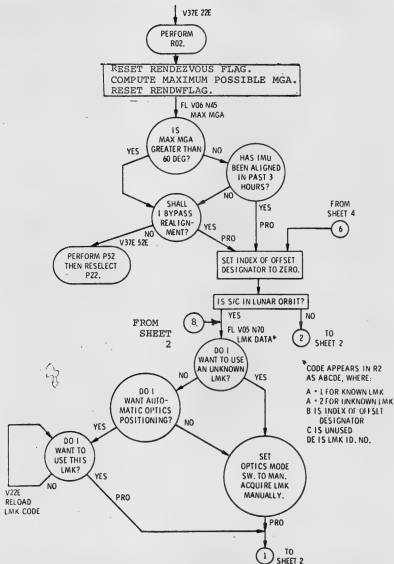 V37E 22E
PERFORM
R02.
RESET RENDEZVOUS FLAG.
COMPUTE MAXIMUM POSSIBLE MGA.
RESET RENDWFLAG.
FL V06 N45
MAX MGA
IS
MAX MGA
GREATER THAN
60 DEG?
YES
NO
HAS IMU
BEEN ALIGNED
IN PAST 3
HOURS?
NO
YES
PRO
SHALL
I BYPASS
REALIGN-
MENT?
NO
V37E 52E
YES
PRO
PERFORM P52
THEN RESELECT
P22.
FROM
SHEET 4
6
SET INDEX OF OFFSET
DESIGNATOR TO ZERO.
IS S/C IN LUNAR ORBIT?
YES
NO
8
FROM
SHEET
2
FL V05 N70
LMK DATA*
2
TO
SHEET 2
DO I
WANT TO USE
AN UNKNOWN
LMK?
NO
YES
DO I
WANT AUTO-
MATIC OPTICS
POSITIONING?
YES
NO
DO I
WANT TO
USE THIS
LMK?
NO
YES
PRO
V22E
RELOAD
LMK CODE
SET
OPTICS MODE
SW. TO MAN.
ACQUIRE LMK
MANUALLY.
PRO
1
TO
SHEET 2
* CODE APPEARS IN R2
AS ABCDE, WHERE:
A = 1 FOR KNOWN LMK
A = 2 FOR UNKNOWN LMK
B IS INDEX OF OFFSET
DESIGNATOR
C IS UNUSED
DE IS LMK ID. NO.